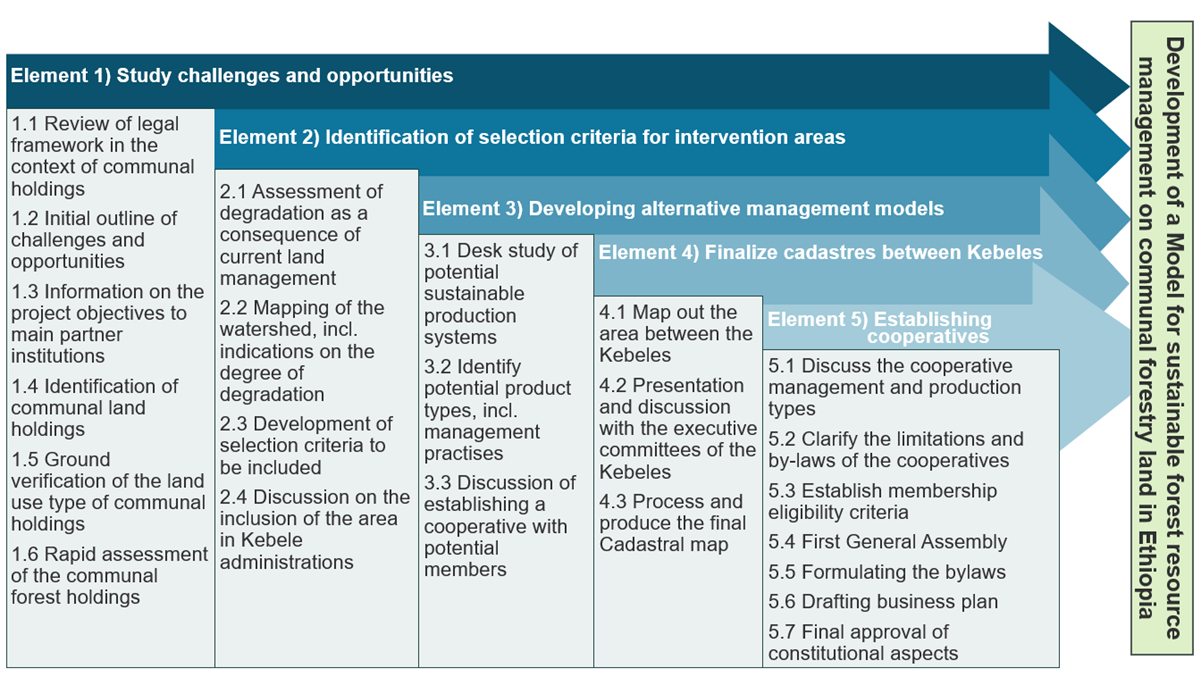 Element 1) Study challenges and opportunities
1.1 Review of legal
framework in the
context of communal
holdings
1.2 Initial outline of
challenges and
opportunities
1.3 Information on the
project objectives to
main partner
institutions
1.4 Identification of
communal land
holdings
1.5 Ground
verification of the land
use type of communal
holdings
1.6 Rapid assessment
of the communal
forest holdings
Element 2) Identification of selection criteria for intervention areas
2.1 Assessment of
degradation as a
consequence of
current land
management
2.2 Mapping of the
watershed, incl.
indications on the
degree of
degradation
2.3 Development of
selection criteria to
be included
2.4 Discussion on the
inclusion of the area
in Kebele
administrations
Element 3) Developing alternative management models
3.1 Desk study of
potential
sustainable
production
systems
3.2 Identify
potential product
types, incl.
management
practises
3.3 Discussion of
establishing a
cooperative with
potential
members
Element 4) Finalize cadastres between Kebeles
4.1 Map out the
area between the
Kebeles
4.2 Presentation
and discussion
with the executive
committees of the
Kebeles
4.3 Process and
produce the final
Cadastral map
Element 5) Establishing
cooperatives
5.1 Discuss the cooperative
management and production
types
5.2 Clarify the limitations and
by-laws of the cooperatives
5.3 Establish membership
eligibility criteria
5.4 First General Assembly
5.5 Formulating the bylaws
5.6 Drafting business plan
5.7 Final approval of
constitutional aspects
Development of a Model for sustainable forest resource
management on communal forestry land in Ethiopia